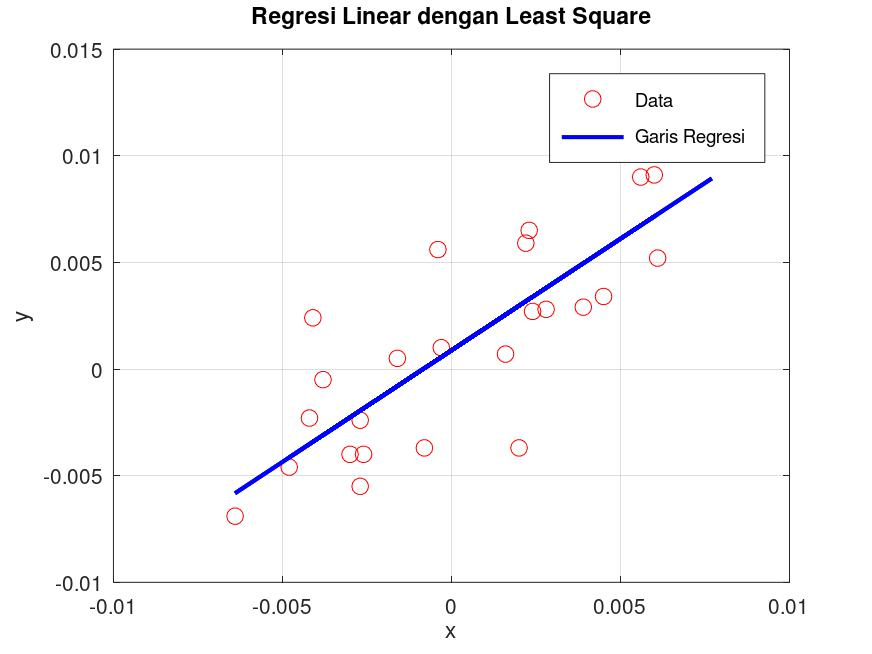 Regresi Linear dengan Least Square
0.015
0.01
0.005
0
-0.005
-0.01
y
Data
Garis Regresi
-0.01
-0.005
0
0.005
0.01
x